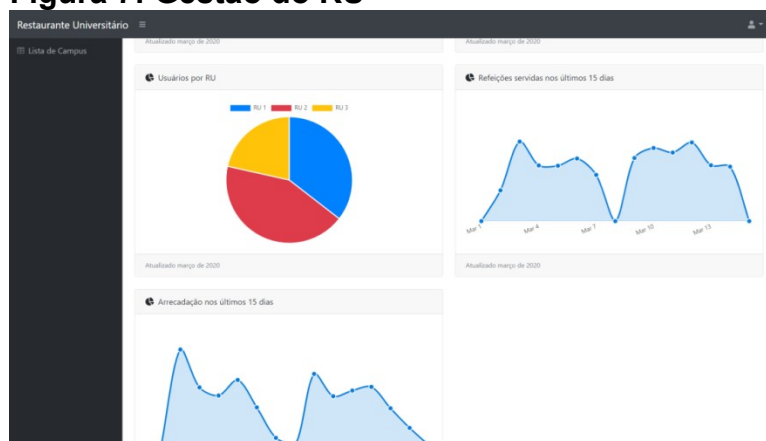 Figura 7: Gestão do RU
Restaurante Universitário
Lista de Campus
Atualizado março de 2020
Atualizado março de 2020
Usuários por RU
RU 1 RU 2 RU 3
Atualizado março de 2020
Refeições servidas nos últimos 15 dias
Mar 1 Mar 4 Mar 7 Mar 10 Mar 13
Atualizado março de 2020
Arrecadação nos últimos 15 dias